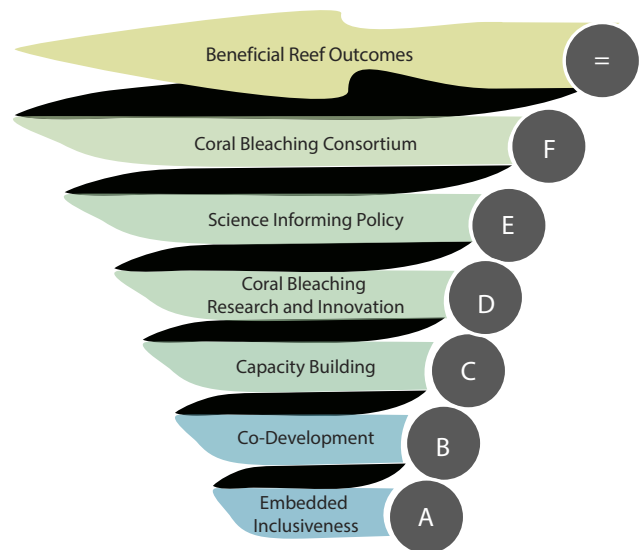 Beneficial Reef Outcomes
=
Coral Bleaching Consortium
F
Science Informing Policy
E
Coral Bleaching
Research and Innovation
D
Capacity Building
C
Co-Development
B
Embedded
Inclusiveness
A